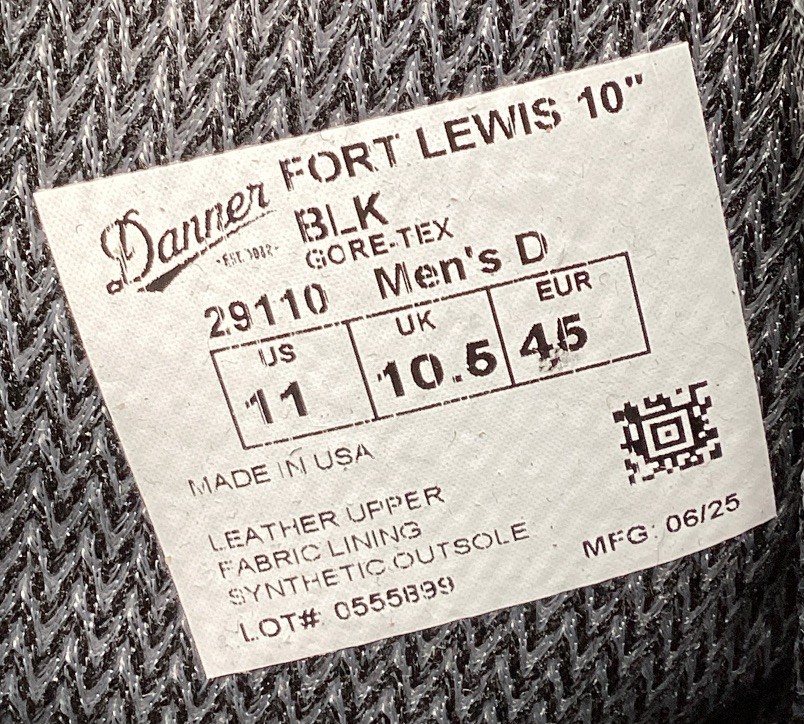 Danner
-EST. 1932-
FORT LEWIS 10"
BLK
GORE-TEX
29110 Men's D
US UK EUR
11 10.5 45
MADE IN USA
LEATHER UPPER
FABRIC LINING
SYNTHETIC OUTSOLE
LOT# 0555899
MFG: 06/25